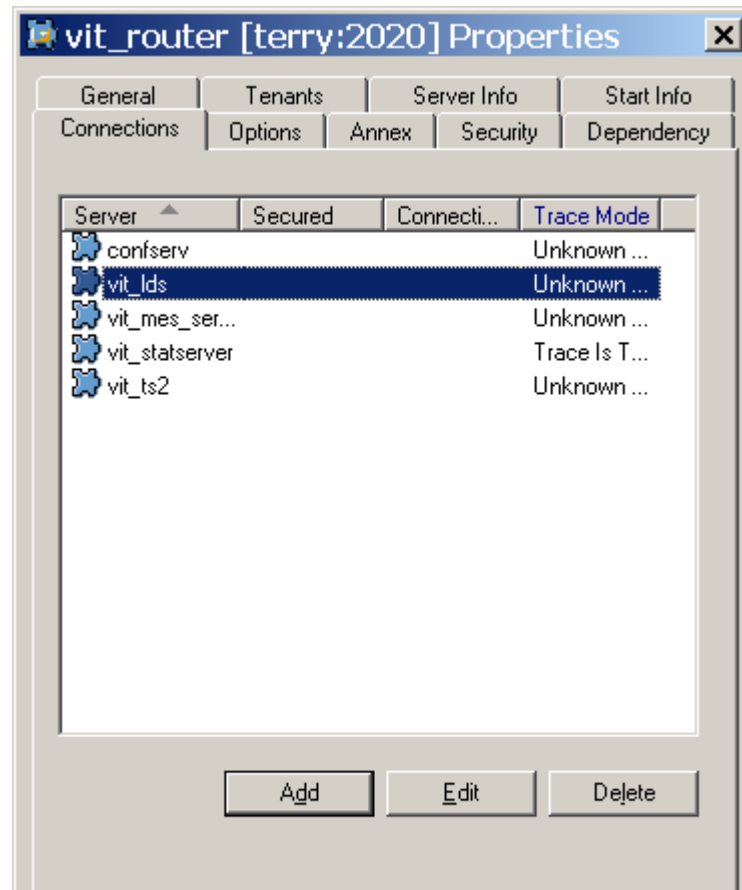 vit_router [terry:2020] Properties
General Tenants Server Info Start Info
Connections Options Annex Security Dependency
Server Secured Connecti... Trace Mode
confserv Unknown ...
vit_lds Unknown ...
vit_mes_ser... Unknown ...
vit_statserver Trace Is T...
vit_ts2 Unknown ...
Add Edit Delete